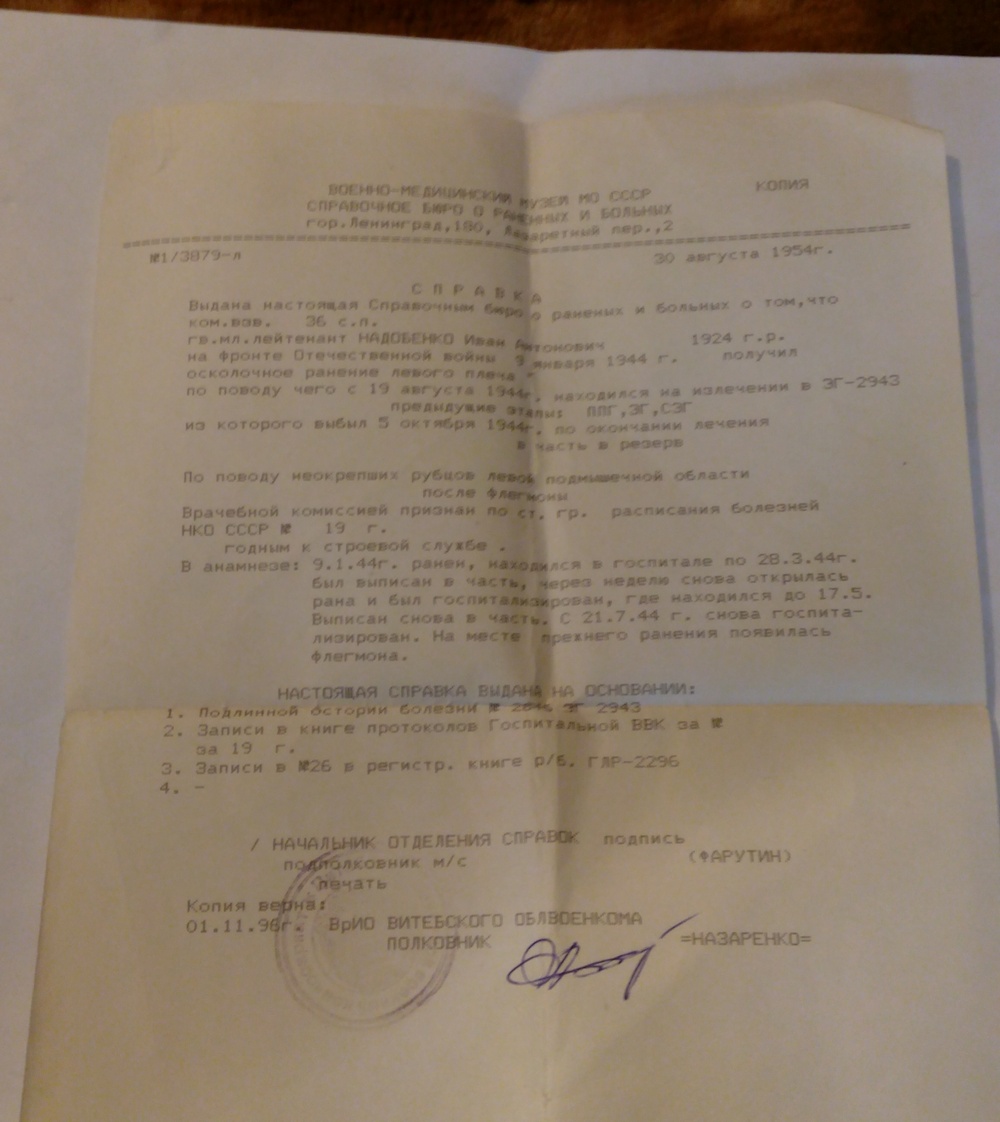 ВОЕННО-МЕДИЦИНСКИЙ МУЗЕЙ МО СССР КОПИЯ
СПРАВОЧНОЕ БЮРО О РАНЕННЫХ И БОЛЬНЫХ
гор.Ленинград,180, Лазаретный пер.,2
№1/3879-л 30 августа 1954г.
С П Р А В К А
Выдана настоящая Справочным бюро о раненых и больных о том,что
ком.взв. 36 с.п.
гв.мл.лейтенант НАДОБЕНКО Иван Антонович 1924 г.р.
на фронте Отечественной войны 9 января 1944 г. получил
осколочное ранение левого плеча
по поводу чего с 19 августа 1944г. находился на излечении в ЭГ-2943
предыдущие этапы: ППГ,ЭГ,СЭГ
из которого выбыл 5 октября 1944г. по окончании лечения
в часть в резерв
По поводу неокрепших рубцов левой подмышечной области
после флегмоны
Врачебной комиссией признан по ст. гр. расписания болезней
НКО СССР № 19 г.
годным к строевой службе .
В анамнезе: 9.1.44г. ранен, находился в госпитале по 28.3.44г.
был выписан в часть, через неделю снова открылась
рана и был госпитализирован, где находился до 17.5.
Выписан снова в часть. С 21.7.44 г. снова госпита-
лизирован. На месте прежнего ранения появилась
флегмона.
НАСТОЯЩАЯ СПРАВКА ВЫДАНА НА ОСНОВАНИИ:
1. Подлинной остории болезни № ЭГ 2943
2. Записи в книге протоколов Госпитальной ВВК за №
за 19 г.
3. Записи в №26 в регистр. книге р/б. ГЛР-2296
4. -
/ НАЧАЛЬНИК ОТДЕЛЕНИЯ СПРАВОК подпись
подполковник м/с (ФАРУТИН)
печать
Копия верна:
01.11.96г. ВрИО ВИТЕБСКОГО ОБЛВОЕНКОМА
ПОЛКОВНИК =НАЗАРЕНКО=